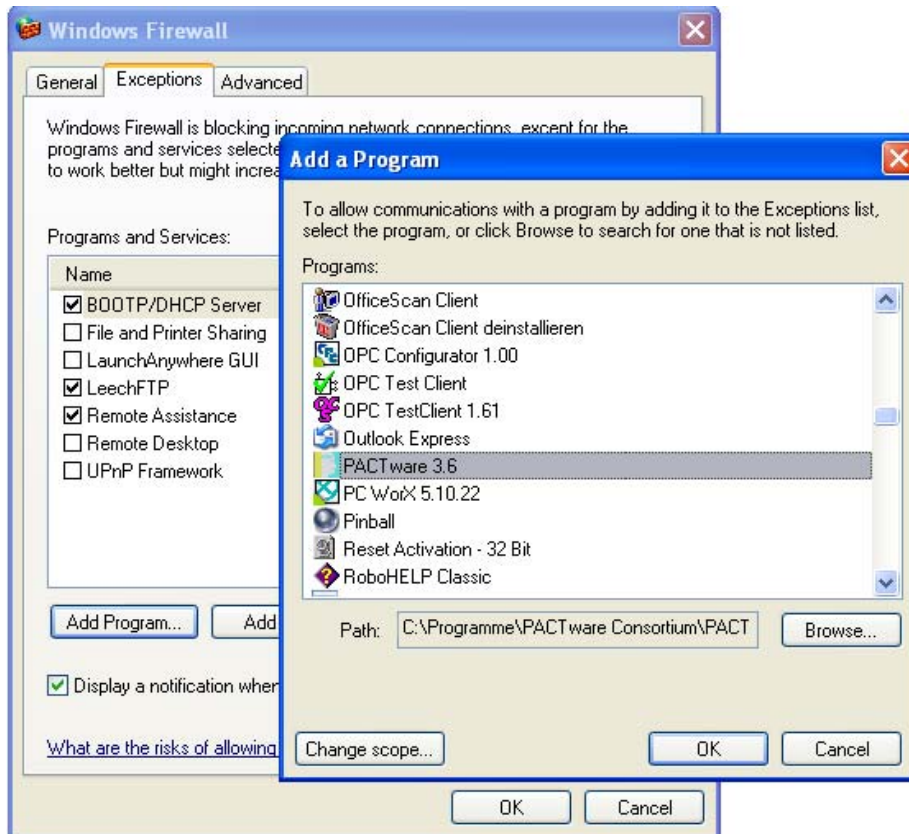 Windows Firewall
General Exceptions Advanced
Windows Firewall is blocking incoming network connections, except for the
programs and services selecte
to work better but might increa
Programs and Services:
Name
BOOTP/DHCP Server
File and Printer Sharing
LaunchAnywhere GUI
LeechFTP
Remote Assistance
Remote Desktop
UPnP Framework
Add Program... Add
Display a notification when
What are the risks of allowing
OK Cancel
Add a Program
To allow communications with a program by adding it to the Exceptions list,
select the program, or click Browse to search for one that is not listed.
Programs:
OfficeScan Client
OfficeScan Client deinstallieren
OPC Configurator 1.00
OPC Test Client
OPC TestClient 1.61
Outlook Express
PACTware 3.6
PC WorX 5.10.22
Pinball
Reset Activation - 32 Bit
RoboHELP Classic
Path: C:\Programme\PACTware Consortium\PACT Browse...
Change scope... OK Cancel